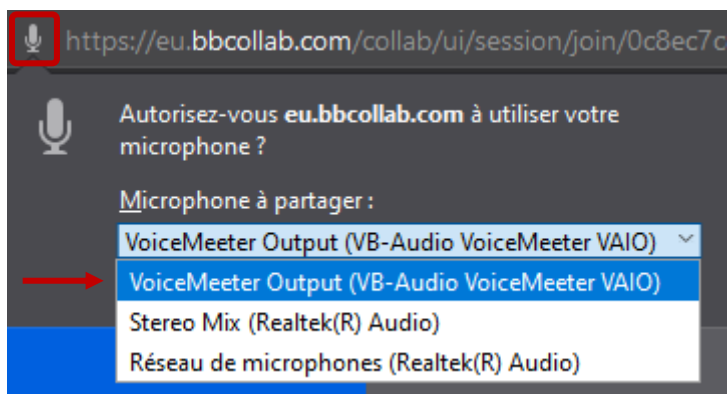 https://eu.bbcollab.com/collab/ui/session/join/0c8ec7c
Autorisez-vous eu.bbcollab.com à utiliser votre
microphone ?
Microphone à partager :
VoiceMeeter Output (VB-Audio VoiceMeeter VAIO)
VoiceMeeter Output (VB-Audio VoiceMeeter VAIO)
Stereo Mix (Realtek(R) Audio)
Réseau de microphones (Realtek(R) Audio)